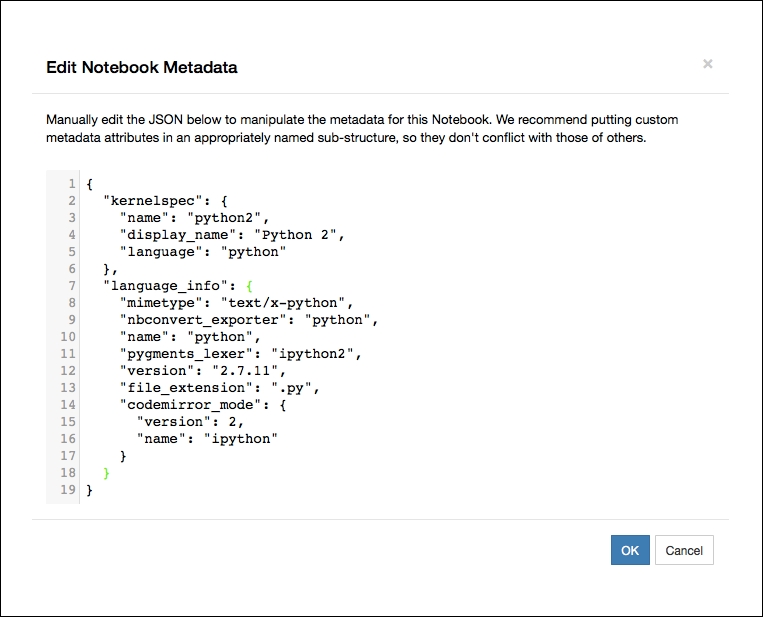 Edit Notebook Metadata
×
Manually edit the JSON below to manipulate the metadata for this Notebook. We recommend putting custom
metadata attributes in an appropriately named sub-structure, so they don't conflict with those of others.
1 {
2   "kernelspec": {
3     "name": "python2",
4     "display_name": "Python 2",
5     "language": "python"
6   },
7   "language_info": {
8     "mimetype": "text/x-python",
9     "nbconvert_exporter": "python",
10     "name": "python",
11     "pygments_lexer": "ipython2",
12     "version": "2.7.11",
13     "file_extension": ".py",
14     "codemirror_mode": {
15       "version": 2,
16       "name": "ipython"
17     }
18   }
19 }
OK Cancel